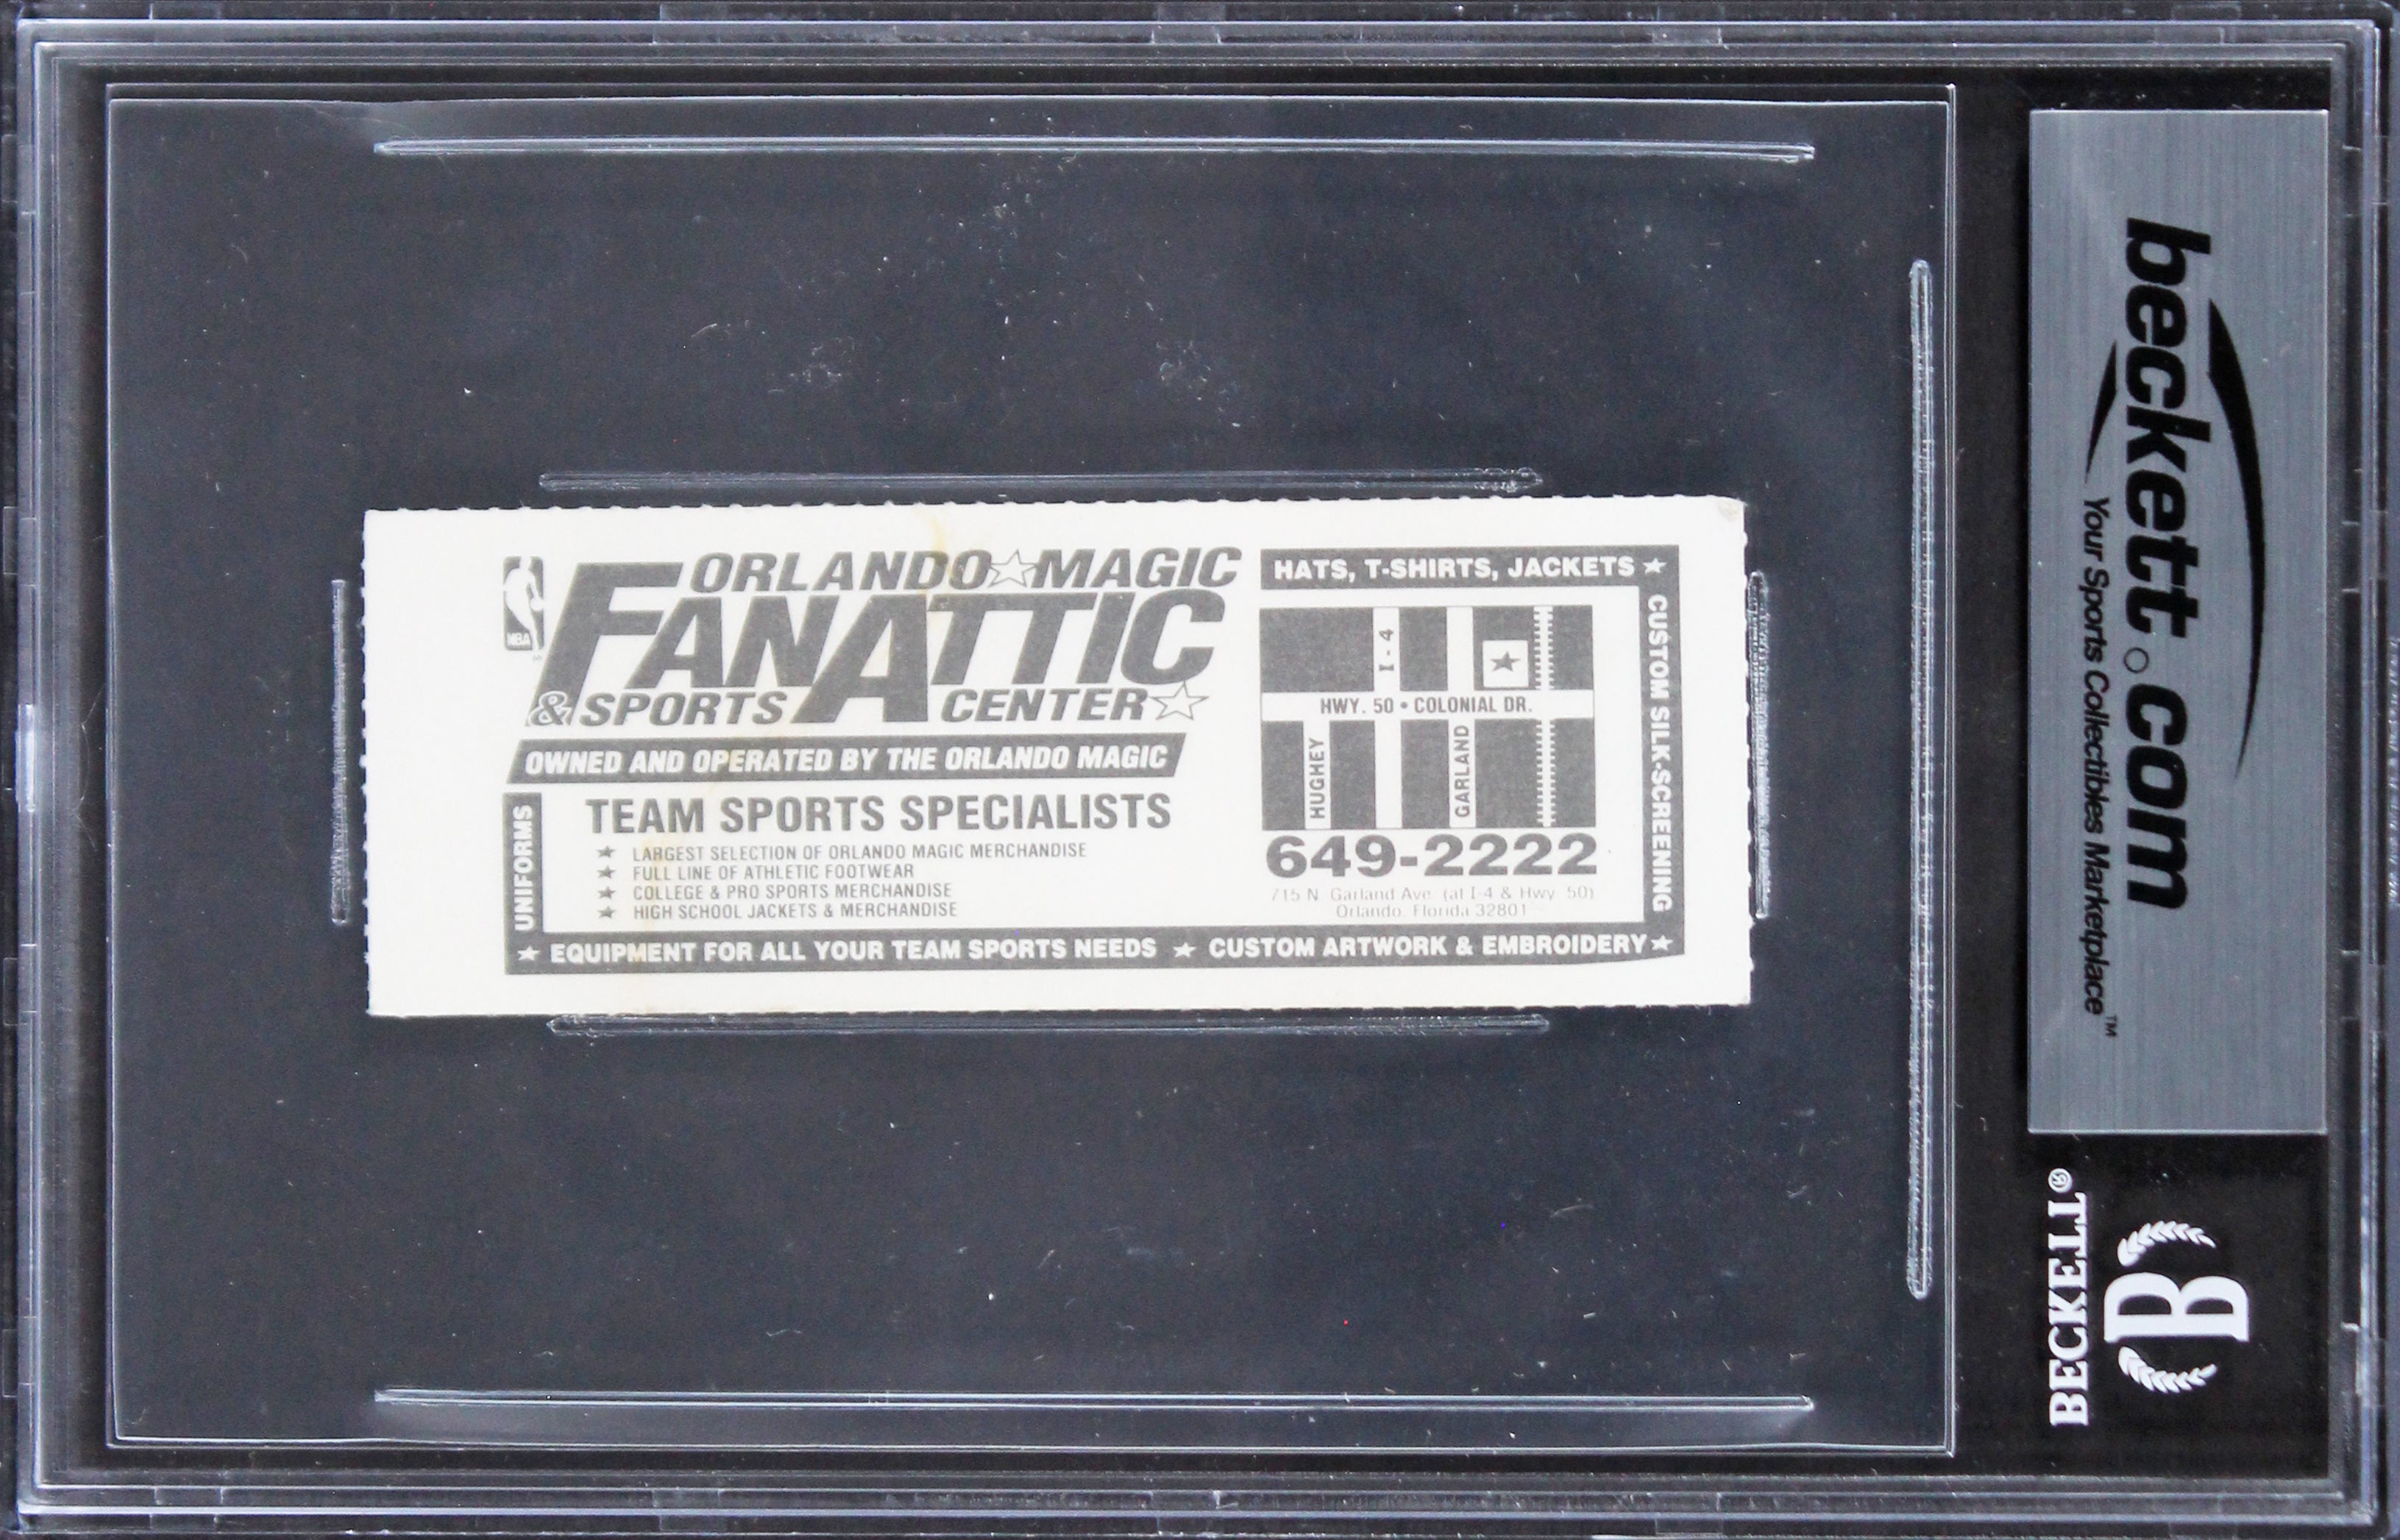 NBA
ORLANDO☆MAGIC
FANATTIC
& SPORTS CENTER☆
OWNED AND OPERATED BY THE ORLANDO MAGIC
UNIFORMS
TEAM SPORTS SPECIALISTS
★ LARGEST SELECTION OF ORLANDO MAGIC MERCHANDISE
★ FULL LINE OF ATHLETIC FOOTWEAR
★ COLLEGE & PRO SPORTS MERCHANDISE
★ HIGH SCHOOL JACKETS & MERCHANDISE
★ EQUIPMENT FOR ALL YOUR TEAM SPORTS NEEDS ★ CUSTOM ARTWORK & EMBROIDERY ★
HATS, T-SHIRTS, JACKETS ★
CUSTOM SILK-SCREENING
I-4
★
HWY. 50 • COLONIAL DR.
HUGHEY
GARLAND
649-2222
715 N. Garland Ave. (at I-4 & Hwy. 50)
Orlando, Florida 32801
beckett.com
Your Sports Collectibles Marketplace™
BECKETT®
B